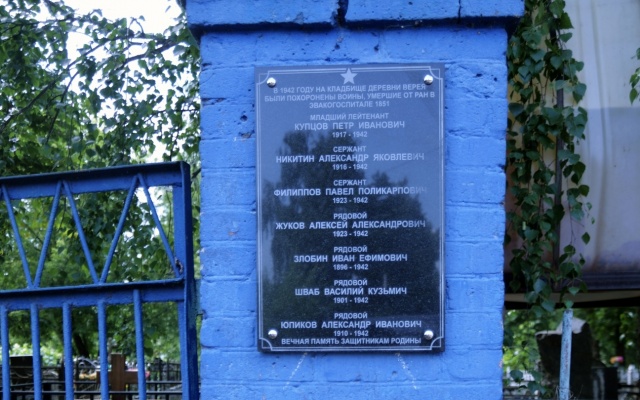 В 1942 ГОДУ НА КЛАДБИЩЕ ДЕРЕВНИ ВЕРЕЯ
БЫЛИ ПОХОРОНЕНЫ ВОИНЫ, УМЕРШИЕ ОТ РАН В
ЭВАКОГОСПИТАЛЕ 1891
МЛАДШИЙ ЛЕЙТЕНАНТ
КУПЦОВ ПЕТР ИВАНОВИЧ
1917 - 1942
СЕРЖАНТ
НИКИТИН АЛЕКСАНДР ЯКОВЛЕВИЧ
1916 - 1942
СЕРЖАНТ
ФИЛИППОВ ПАВЕЛ ПОЛИКАРПОВИЧ
1923 - 1942
РЯДОВОЙ
ЖУКОВ АЛЕКСЕЙ АЛЕКСАНДРОВИЧ
1923 - 1942
РЯДОВОЙ
ЗЛОБИН ИВАН ЕФИМОВИЧ
1896 - 1942
РЯДОВОЙ
ШВАБ ВАСИЛИЙ КУЗЬМИЧ
1901 - 1942
РЯДОВОЙ
ЮПИКОВ АЛЕКСАНДР ИВАНОВИЧ
1910 - 1942
ВЕЧНАЯ ПАМЯТЬ ЗАЩИТНИКАМ РОДИНЫ